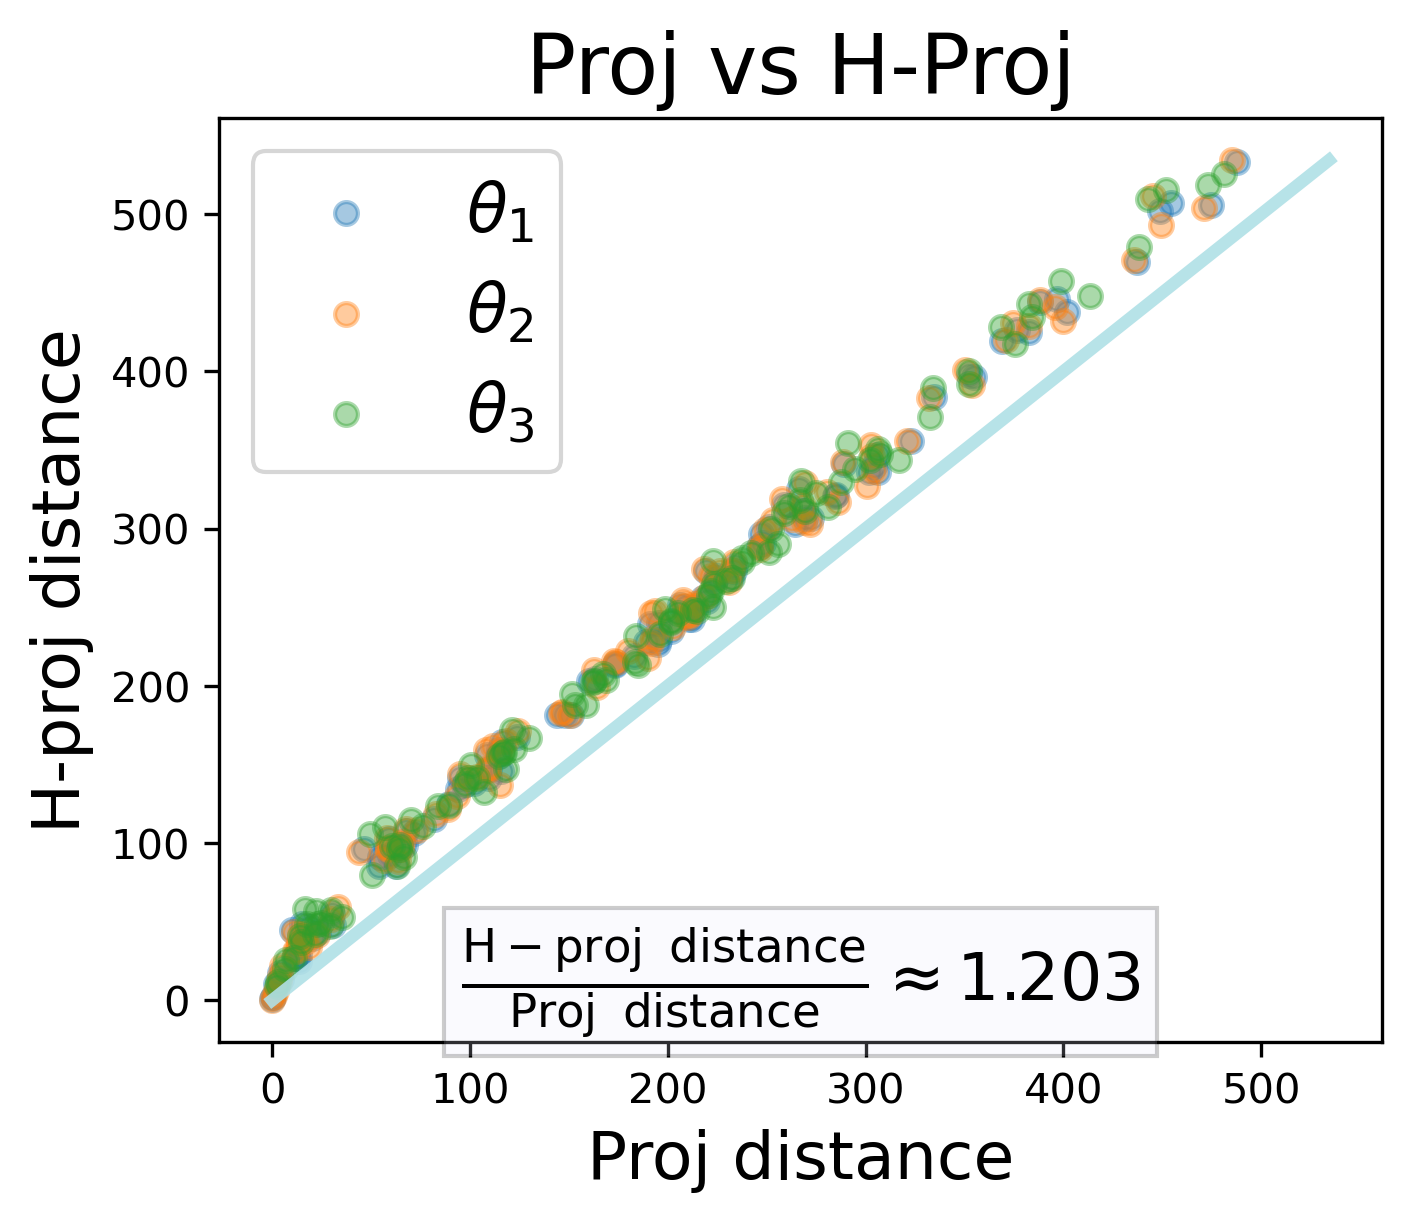 Proj vs H-Proj
θ₁
θ₂
θ₃
H-proj distance
500
400
300
200
100
0
H − proj distance
Proj distance
≈ 1.203
0 100 200 300 400 500
Proj distance